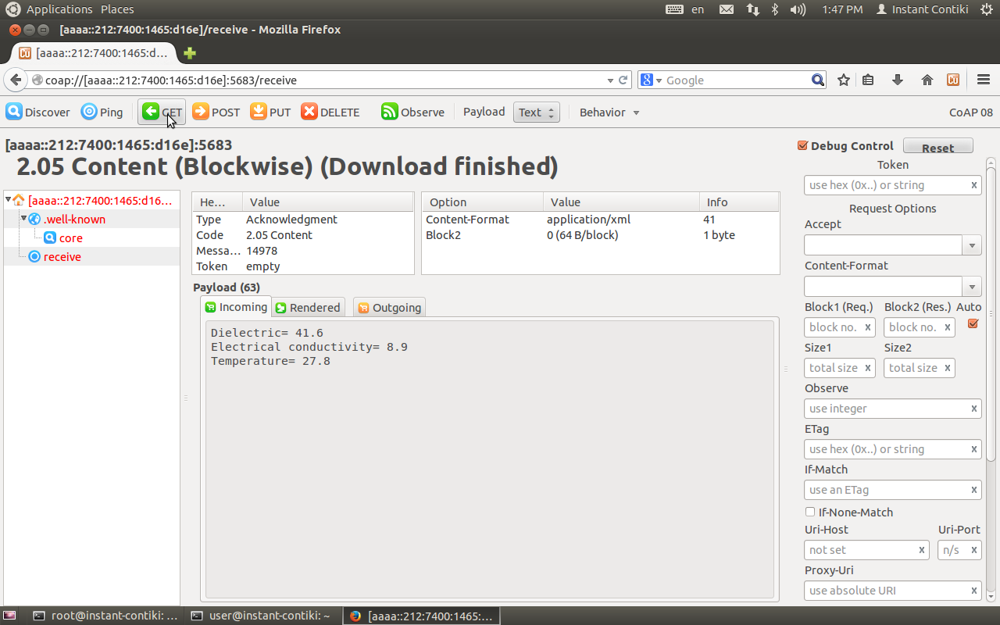 Applications Places en 1:47 PM Instant Contiki
[aaaa::212:7400:1465:d16e]/receive - Mozilla Firefox
Cu [aaaa::212:7400:1465:d...
coap://[aaaa::212:7400:1465:d16e]:5683/receive Google Cu
Discover Ping GET POST PUT DELETE Observe Payload Text Behavior CoAP 08
[aaaa::212:7400:1465:d16e]:5683
2.05 Content (Blockwise) (Download finished)
Debug Control Reset
[aaaa::212:7400:1465:d16...
.well-known
core
receive
He... Value
Type Acknowledgment
Code 2.05 Content
Messa... 14978
Token empty
Option Value Info
Content-Format application/xml 41
Block2 0 (64 B/block) 1 byte
Payload (63)
Incoming Rendered Outgoing
Dielectric= 41.6
Electrical conductivity= 8.9
Temperature= 27.8
Token
use hex (0x..) or string x
Request Options
Accept
Content-Format
Block1 (Req.) Block2 (Res.) Auto
block no. x block no. x
Size1 Size2
total size x total size x
Observe
use integer x
ETag
use hex (0x..) or string x
If-Match
use an ETag x
If-None-Match
Uri-Host Uri-Port
not set x n/s x
Proxy-Uri
use absolute URI x
root@instant-contiki: ... user@instant-contiki: ~ [aaaa::212:7400:1465:...